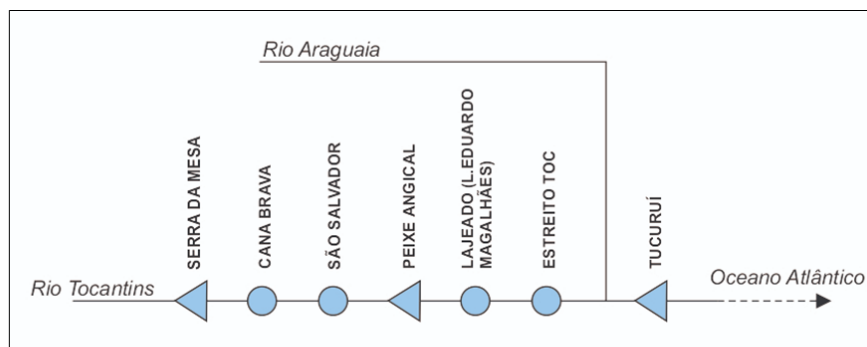 Rio Araguaia
SERRA DA MESA
CANA BRAVA
SÃO SALVADOR
PEIXE ANGICAL
LAJEADO (L.EDUARDO
MAGALHÃES)
ESTREITO TOC
TUCURUÍ
Rio Tocantins
Oceano Atlântico